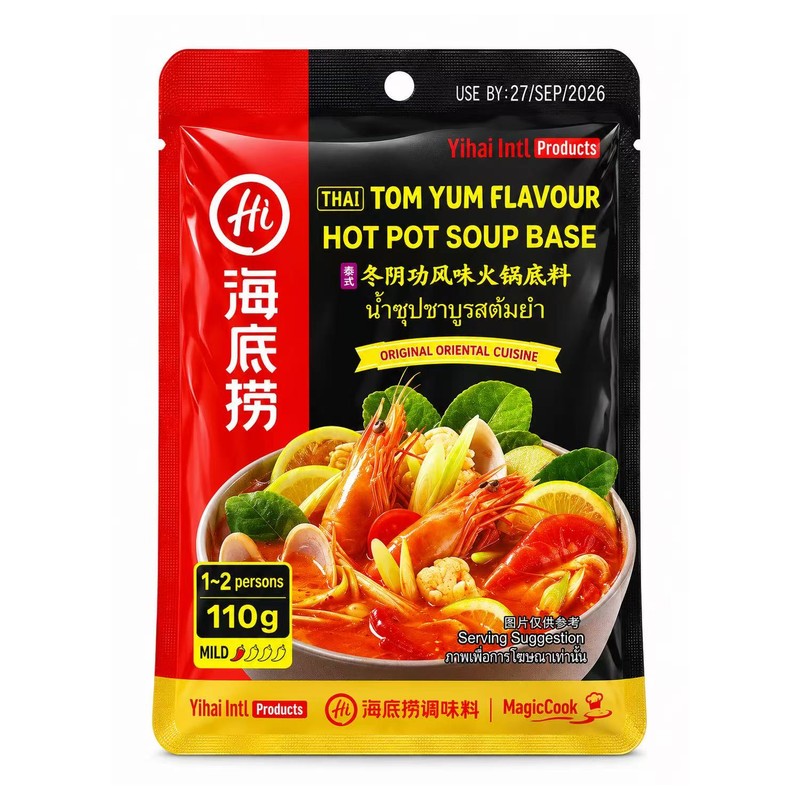 USE BY: 27/SEP/2026
Yihai Intl Products
Hi
海底捞
THAI TOM YUM FLAVOUR
HOT POT SOUP BASE
泰式 冬阴功风味火锅底料
น้ำซุปชาบูรสต้มยำ
ORIGINAL ORIENTAL CUISINE
1~2 persons
110g
MILD
图片仅供参考
Serving Suggestion
ภาพเพื่อการโฆษณาเท่านั้น
Yihai Intl Products
Hi 海底捞调味料
MagicCook